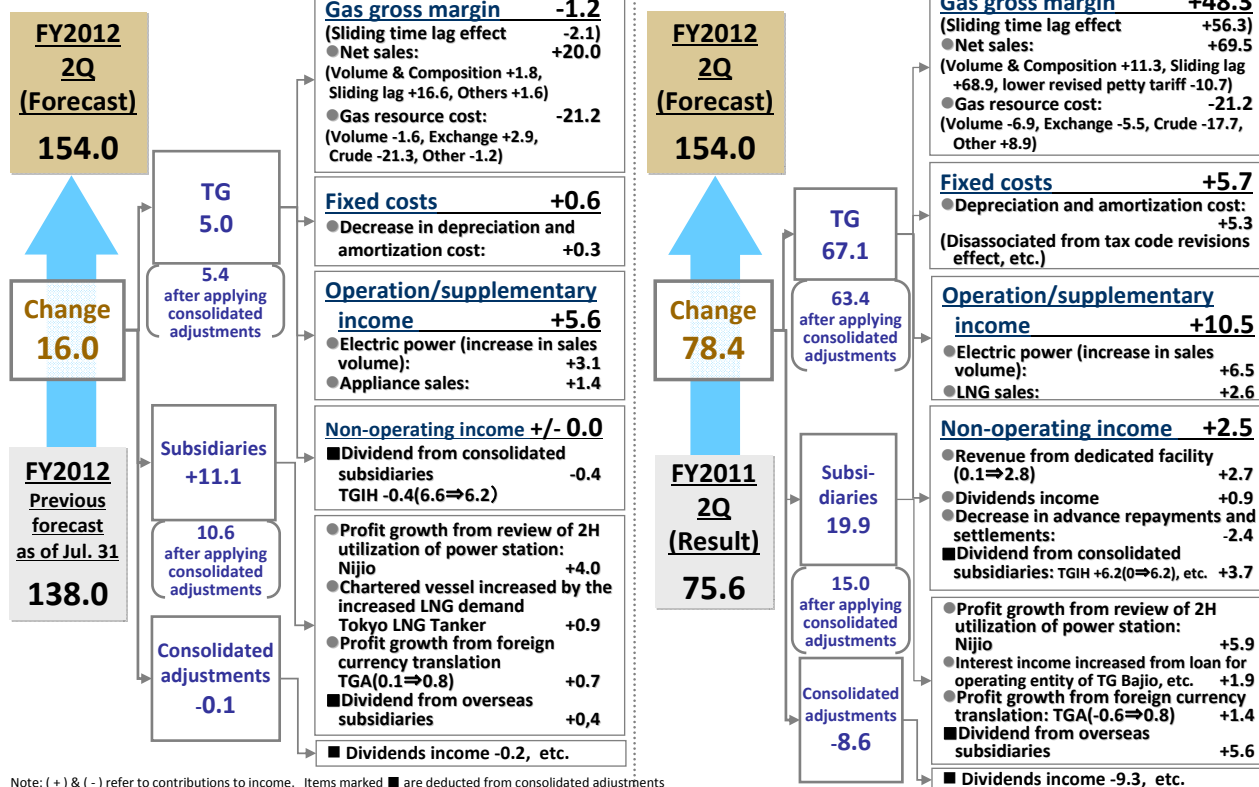 FY2012
2Q
(Forecast)
154.0
Change
16.0
FY2012
Previous
forecast
as of Jul. 31
138.0
TG
5.0
5.4
after applying
consolidated
adjustments
Subsidiaries
+11.1
10.6
after applying
consolidated
adjustments
Consolidated
adjustments
-0.1
Gas gross margin -1.2
(Sliding time lag effect -2.1)
●Net sales: +20.0
(Volume & Composition +1.8,
Sliding lag +16.6, Others +1.6)
●Gas resource cost: -21.2
(Volume -1.6, Exchange +2.9,
Crude -21.3, Other -1.2)
Fixed costs +0.6
●Decrease in depreciation and
amortization cost: +0.3
Operation/supplementary
income +5.6
●Electric power (increase in sales
volume): +3.1
●Appliance sales: +1.4
Non-operating income +/- 0.0
■Dividend from consolidated
subsidiaries -0.4
TGIH -0.4(6.6⇒6.2)
●Profit growth from review of 2H
utilization of power station:
Nijio +4.0
●Chartered vessel increased by the
increased LNG demand
Tokyo LNG Tanker +0.9
●Profit growth from foreign
currency translation
TGA(0.1⇒0.8) +0.7
■Dividend from overseas
subsidiaries +0,4
■ Dividends income -0.2, etc.
FY2012
2Q
(Forecast)
154.0
Change
78.4
FY2011
2Q
(Result)
75.6
TG
67.1
63.4
after applying
consolidated
adjustments
Subsi-
diaries
19.9
15.0
after applying
consolidated
adjustments
Consolidated
adjustments
-8.6
Gas gross margin +48.3
(Sliding time lag effect +56.3)
●Net sales: +69.5
(Volume & Composition +11.3, Sliding lag
+68.9, lower revised petty tariff -10.7)
●Gas resource cost: -21.2
(Volume -6.9, Exchange -5.5, Crude -17.7,
Other +8.9)
Fixed costs +5.7
●Depreciation and amortization cost:
+5.3
(Disassociated from tax code revisions
effect, etc.)
Operation/supplementary
income +10.5
●Electric power (increase in sales
volume): +6.5
●LNG sales: +2.6
Non-operating income +2.5
●Revenue from dedicated facility
(0.1⇒2.8) +2.7
●Dividends income +0.9
●Decrease in advance repayments and
settlements: -2.4
■Dividend from consolidated
subsidiaries: TGIH +6.2(0⇒6.2), etc. +3.7
●Profit growth from review of 2H
utilization of power station:
Nijio +5.9
●Interest income increased from loan for
operating entity of TG Bajio, etc. +1.9
●Profit growth from foreign currency
translation: TGA(-0.6⇒0.8) +1.4
■Dividend from overseas
subsidiaries +5.6
■ Dividends income -9.3, etc.
Note: ( + ) & ( - ) refer to contributions to income. Items marked ■ are deducted from consolidated adjustments